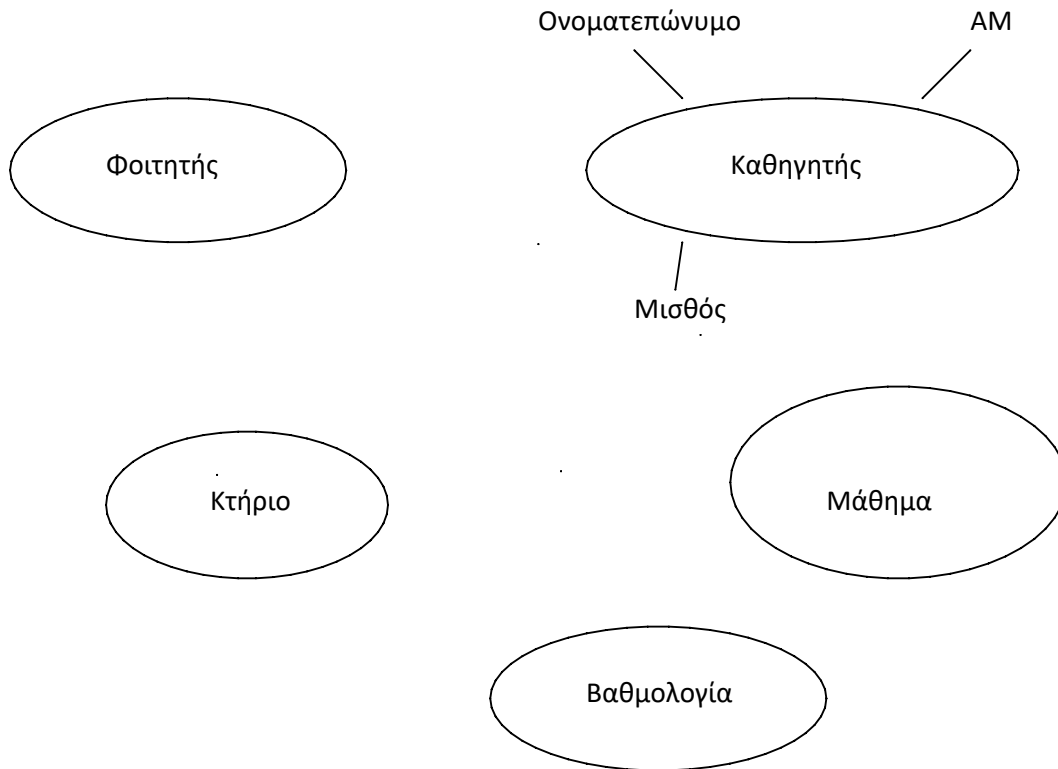 Ονοματεπώνυμο ΑΜ
Φοιτητής Καθηγητής
Μισθός
Κτήριο Μάθημα
Βαθμολογία